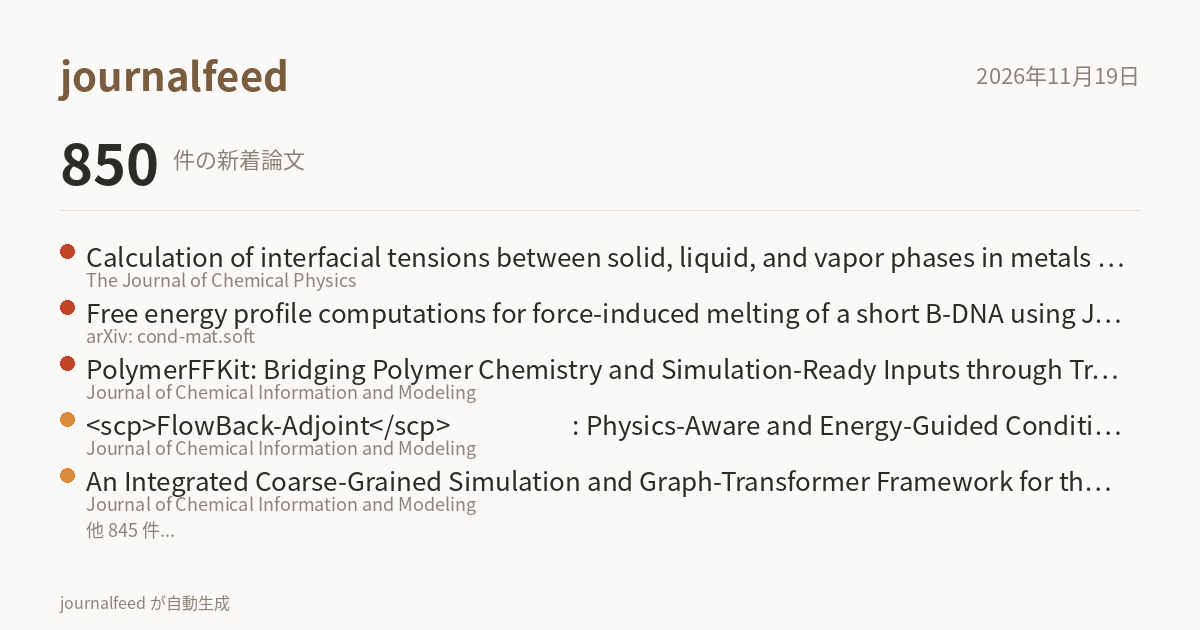 journalfeed
2026年11月19日
850 件の新着論文
Calculation of interfacial tensions between solid, liquid, and vapor phases in metals …
The Journal of Chemical Physics
Free energy profile computations for force-induced melting of a short B-DNA using J…
arXiv: cond-mat.soft
PolymerFFKit: Bridging Polymer Chemistry and Simulation-Ready Inputs through Tr…
Journal of Chemical Information and Modeling
<scp>FlowBack-Adjoint</scp> : Physics-Aware and Energy-Guided Conditi…
Journal of Chemical Information and Modeling
An Integrated Coarse-Grained Simulation and Graph-Transformer Framework for th…
Journal of Chemical Information and Modeling
他 845 件...
journalfeed が自動生成